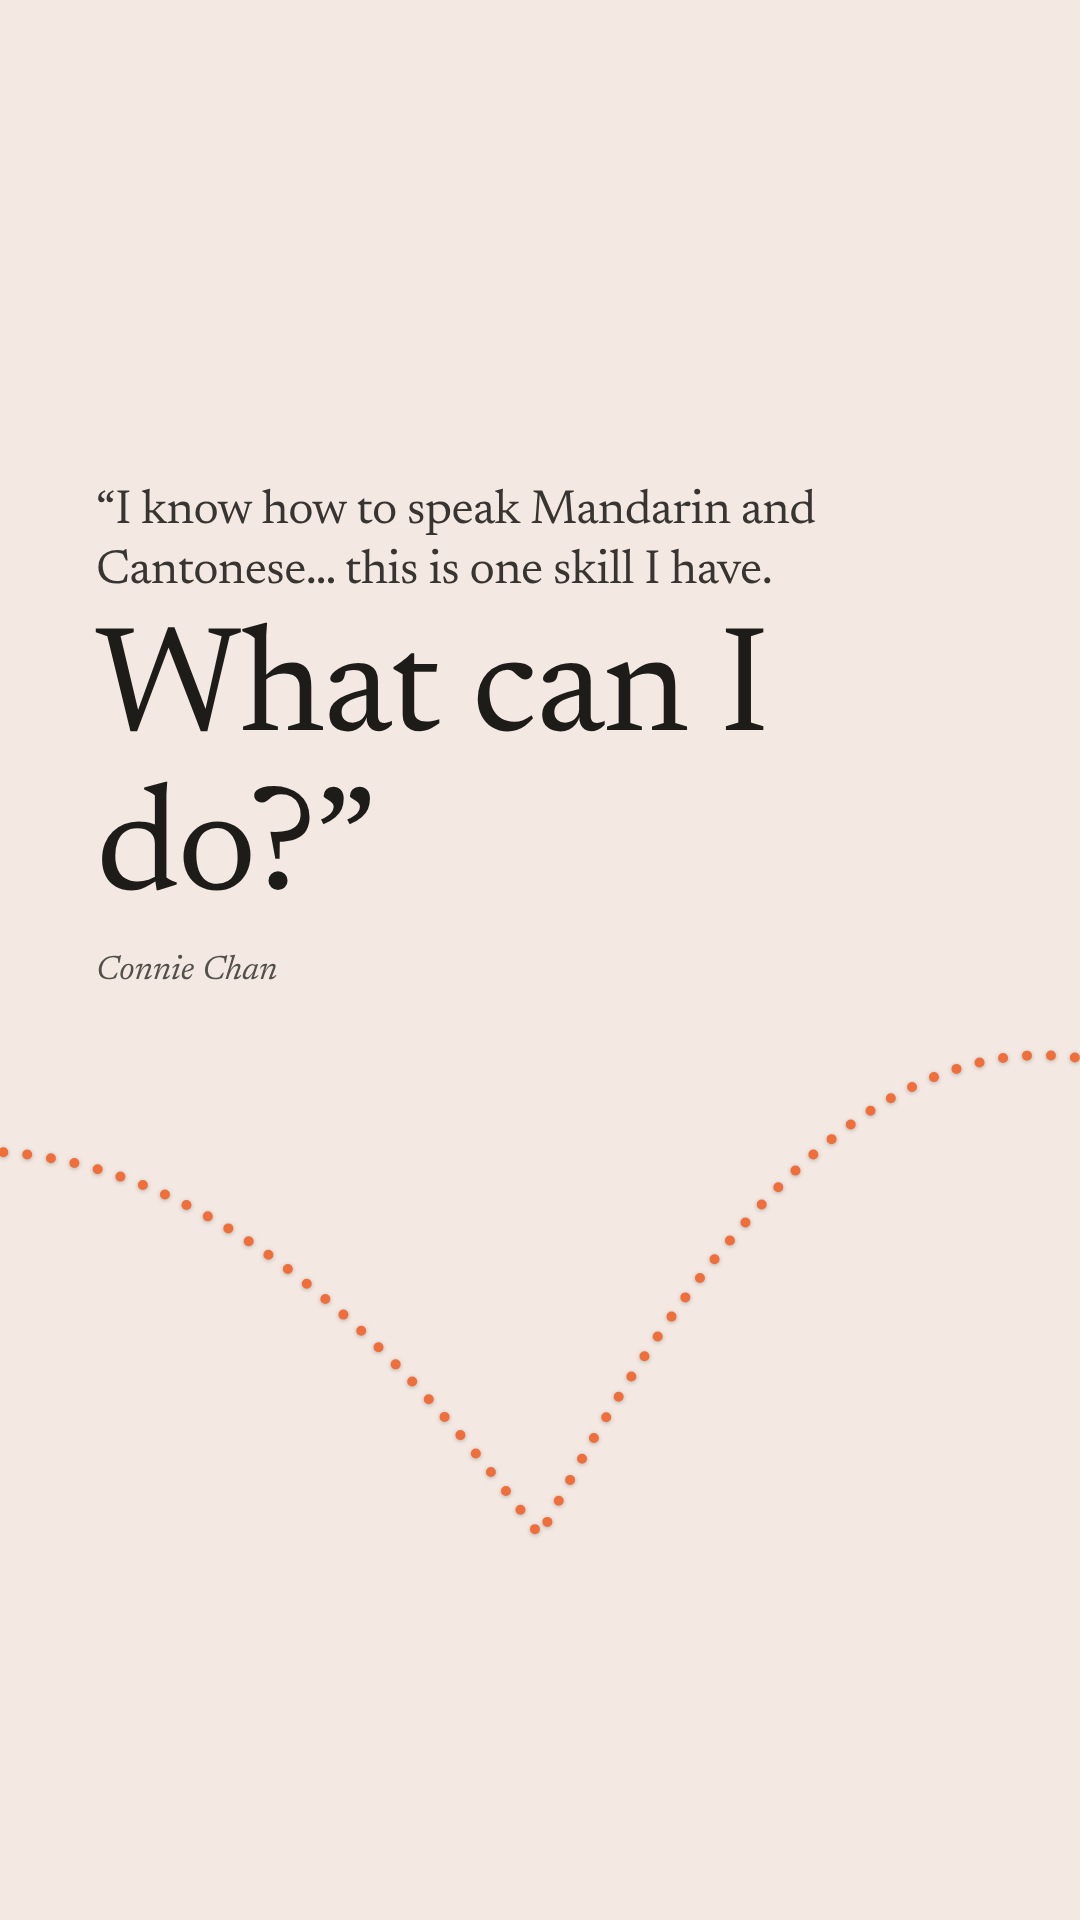 “I know how to speak Mandarin and
Cantonese... this is one skill I have.
What can I
do?”
Connie Chan